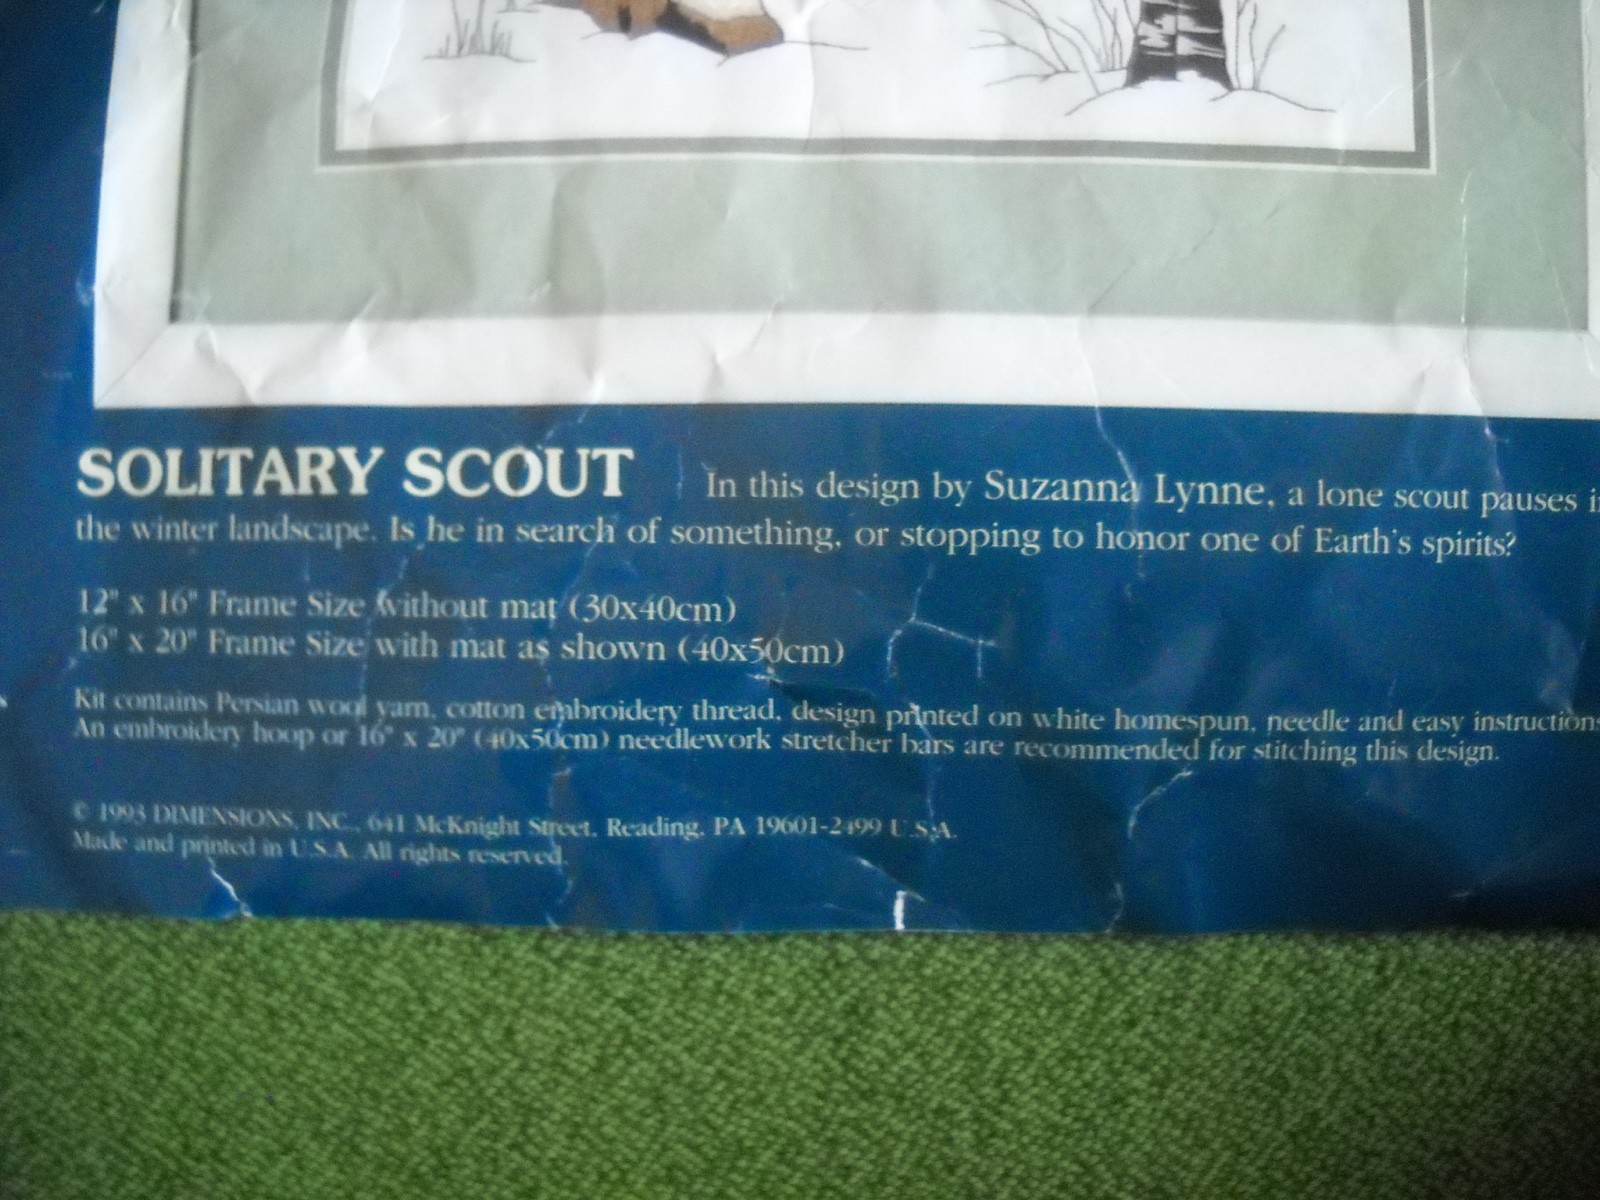 SOLITARY SCOUT In this design by Suzanna Lynne, a lone scout pauses
the winter landscape. Is he in search of something, or stopping to honor one of Earth's spirits?
12" x 16" Frame Size without mat (30x40cm)
16" x 20" Frame Size with mat as shown (40x50cm)
Kit contains Persian wool yarn, cotton embroidery thread, design printed on white homespun, needle and easy instructions
An embroidery hoop or 16" x 20" (40x50cm) needlework stretcher bars are recommended for stitching this design.
© 1993 DIMENSIONS, INC., 641 McKnight Street, Reading, PA 19601-2499 U.S.A.
Made and printed in U.S.A. All rights reserved.